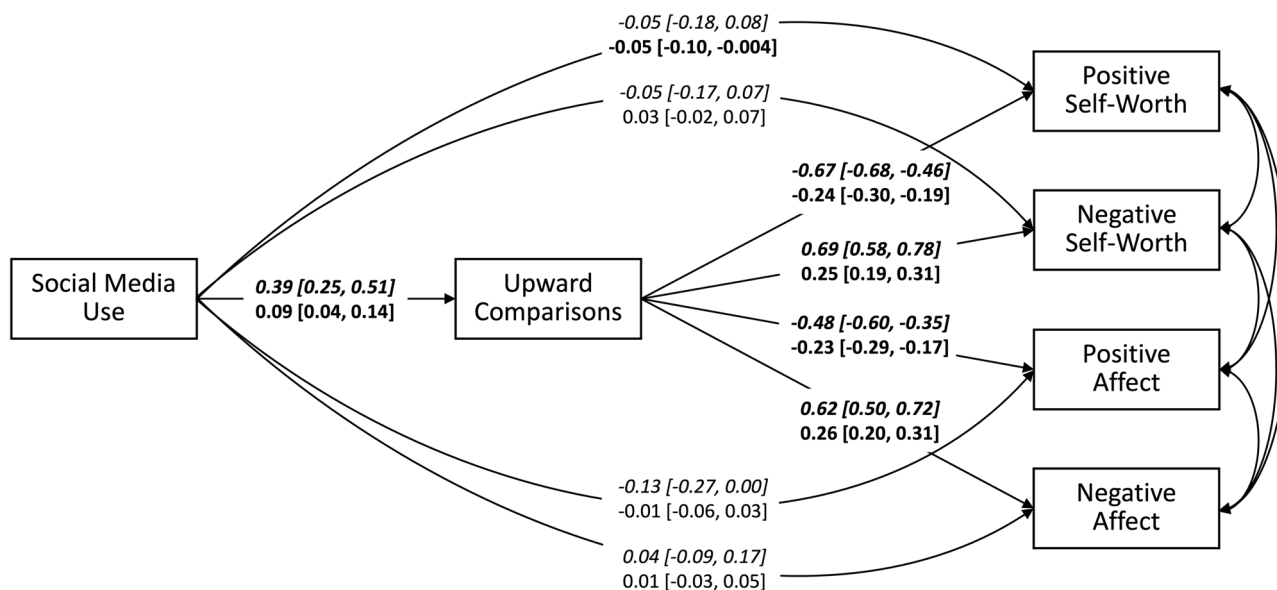 -0.05 [-0.18, 0.08]
-0.05 [-0.10, -0.004]
Positive
Self-Worth
-0.05 [-0.17, 0.07]
0.03 [-0.02, 0.07]
-0.67 [-0.68, -0.46]
-0.24 [-0.30, -0.19]
Negative
Self-Worth
0.69 [0.58, 0.78]
0.25 [0.19, 0.31]
Social Media
Use
0.39 [0.25, 0.51]
0.09 [0.04, 0.14]
Upward
Comparisons
-0.48 [-0.60, -0.35]
-0.23 [-0.29, -0.17]
Positive
Affect
0.62 [0.50, 0.72]
0.26 [0.20, 0.31]
-0.13 [-0.27, 0.00]
-0.01 [-0.06, 0.03]
Negative
Affect
0.04 [-0.09, 0.17]
0.01 [-0.03, 0.05]